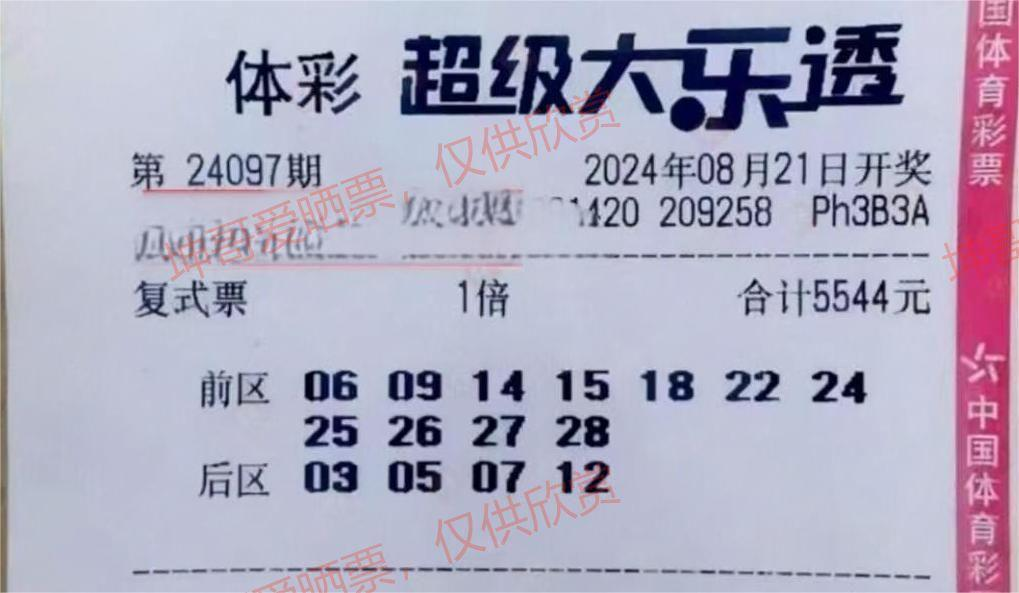 体彩 超级大乐透
第 24097期 2024年08月21日开奖
1420 209258 Ph3B3A
复式票 1倍 合计5544元
前区 06 09 14 15 18 22 24
25 26 27 28
后区 03 05 07 12
国体育彩票
中国体育彩
坤哥爱晒票，仅供欣赏
坤哥爱晒票，仅供欣赏
坤哥